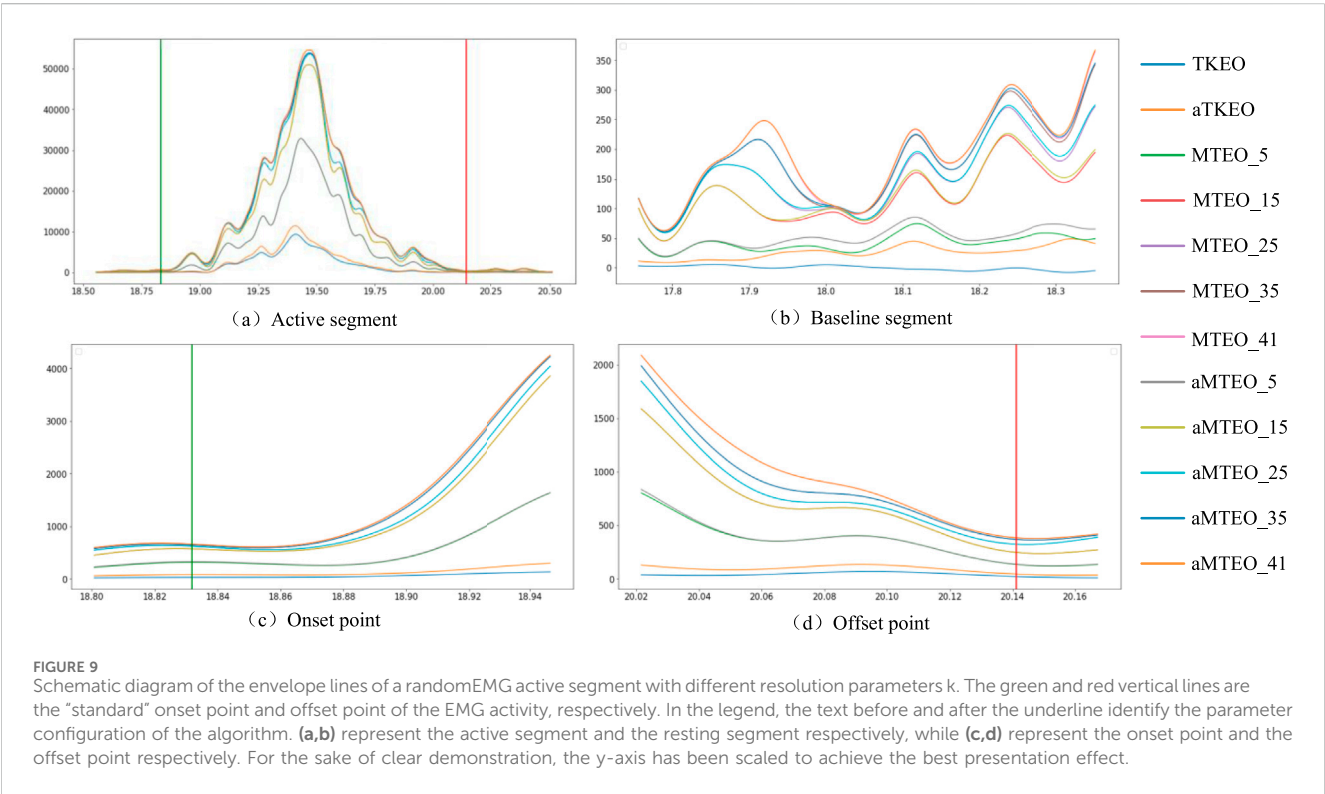 50000
40000
30000
20000
10000
0
18.50 18.75 19.00 19.25 19.50 19.75 20.00 20.25 20.50
（a）Active segment
350
300
250
200
150
100
50
0
17.8 17.9 18.0 18.1 18.2 18.3
（b）Baseline segment
4000
3000
2000
1000
0
18.80 18.82 18.84 18.86 18.88 18.90 18.92 18.94
（c）Onset point
2000
1500
1000
500
0
20.02 20.04 20.06 20.08 20.10 20.12 20.14 20.16
（d）Offset point
TKEO
aTKEO
MTEO_5
MTEO_15
MTEO_25
MTEO_35
MTEO_41
aMTEO_5
aMTEO_15
aMTEO_25
aMTEO_35
aMTEO_41
FIGURE 9
Schematic diagram of the envelope lines of a randomEMG active segment with different resolution parameters k. The green and red vertical lines are
the “standard” onset point and offset point of the EMG activity, respectively. In the legend, the text before and after the underline identify the parameter
configuration of the algorithm. (a,b) represent the active segment and the resting segment respectively, while (c,d) represent the onset point and the
offset point respectively. For the sake of clear demonstration, the y-axis has been scaled to achieve the best presentation effect.